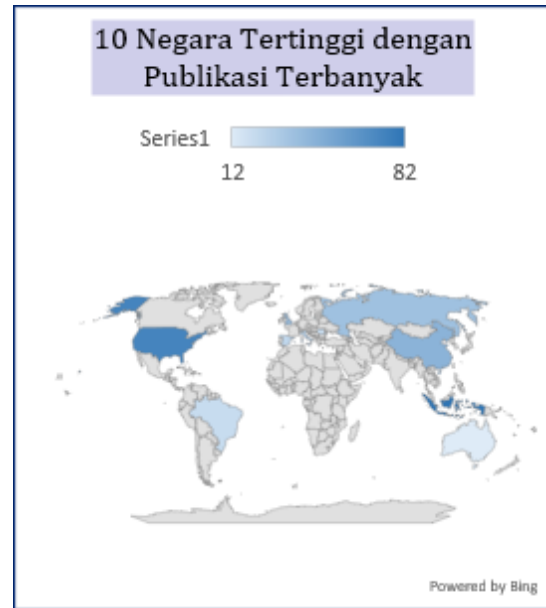 10 Negara Tertinggi dengan
Publikasi Terbanyak
Series1
12 82
Powered by Bing